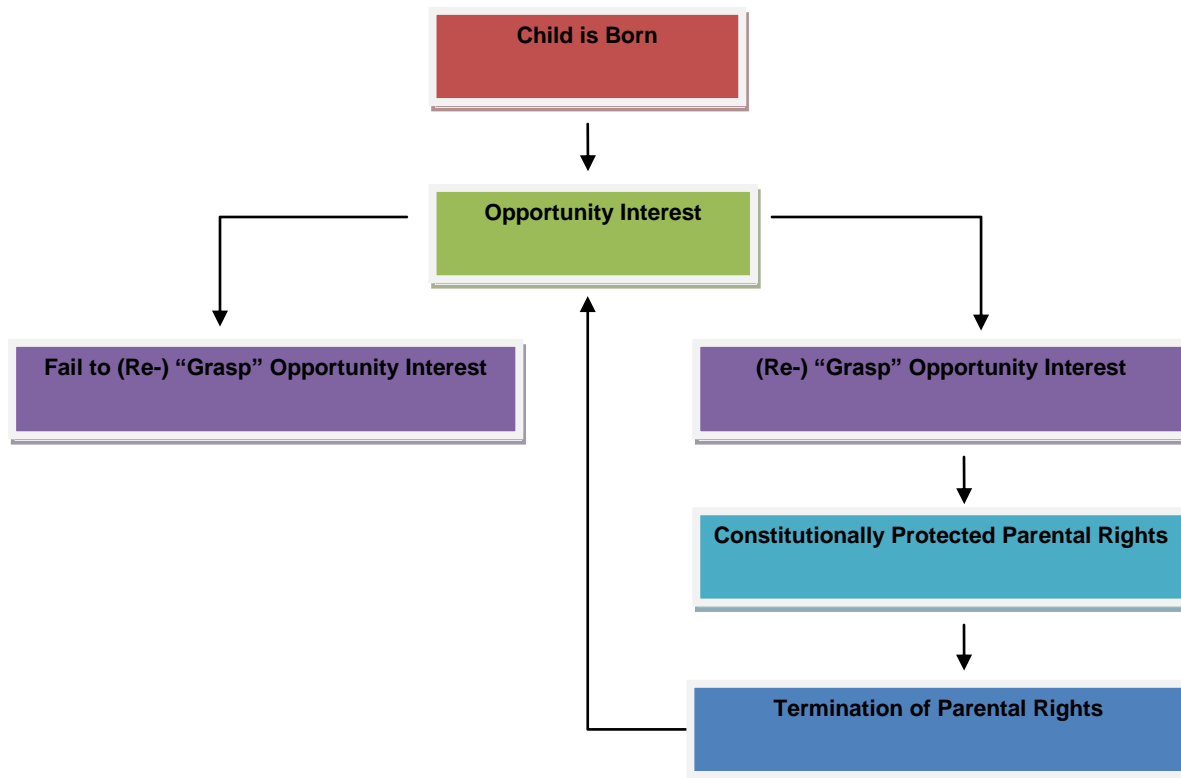 Child is Born
Opportunity Interest
Fail to (Re-) “Grasp” Opportunity Interest
(Re-) “Grasp” Opportunity Interest
Constitutionally Protected Parental Rights
Termination of Parental Rights